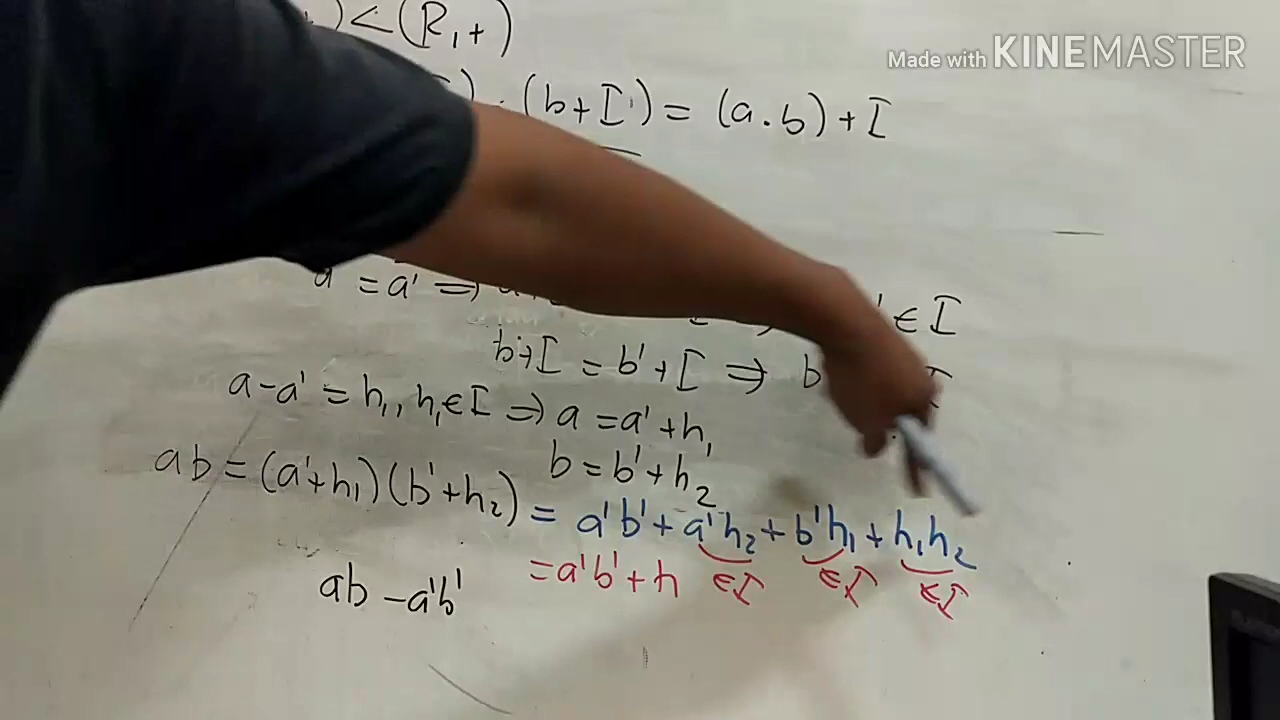 ) < (R, +)
Made with KINEMASTER
) · (b + I) = (a . b) + I
a = a' ⇒ ' ∈ I
b + I = b' + I ⇒ b I
a - a' = h₁, h₁ ∈ I ⇒ a = a' + h₁
b = b' + h₂
ab = (a' + h₁)(b' + h₂) = a'b' + a'h₂ + b'h₁ + h₁h₂
= a'b' + h ∈I ∈I ∈I
ab - a'b'